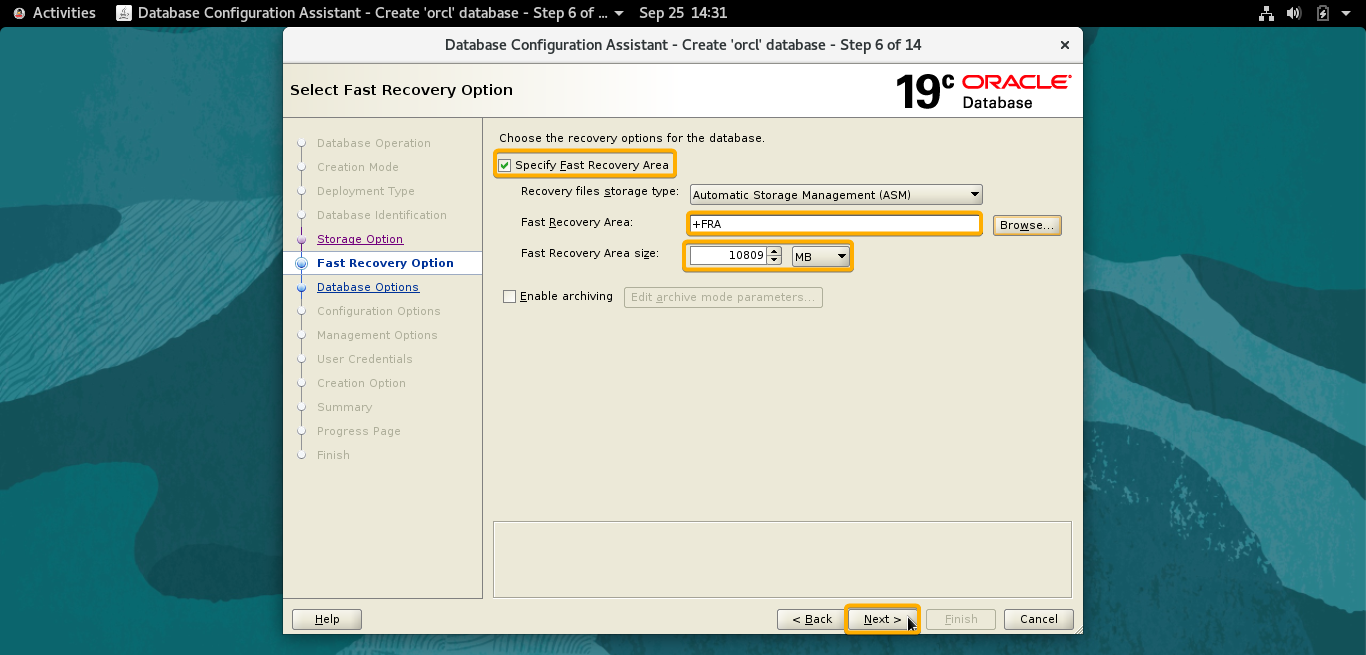 Activities Database Configuration Assistant - Create 'orcl' database - Step 6 of ... Sep 25 14:31
Database Configuration Assistant - Create 'orcl' database - Step 6 of 14
Select Fast Recovery Option
19c ORACLE
Database
Database Operation
Creation Mode
Deployment Type
Database Identification
Storage Option
Fast Recovery Option
Database Options
Configuration Options
Management Options
User Credentials
Creation Option
Summary
Progress Page
Finish
Choose the recovery options for the database.
Specify Fast Recovery Area
Recovery files storage type: Automatic Storage Management (ASM)
Fast Recovery Area: +FRA Browse...
Fast Recovery Area size: 10809 MB
Enable archiving Edit archive mode parameters...
Help < Back Next > Finish Cancel